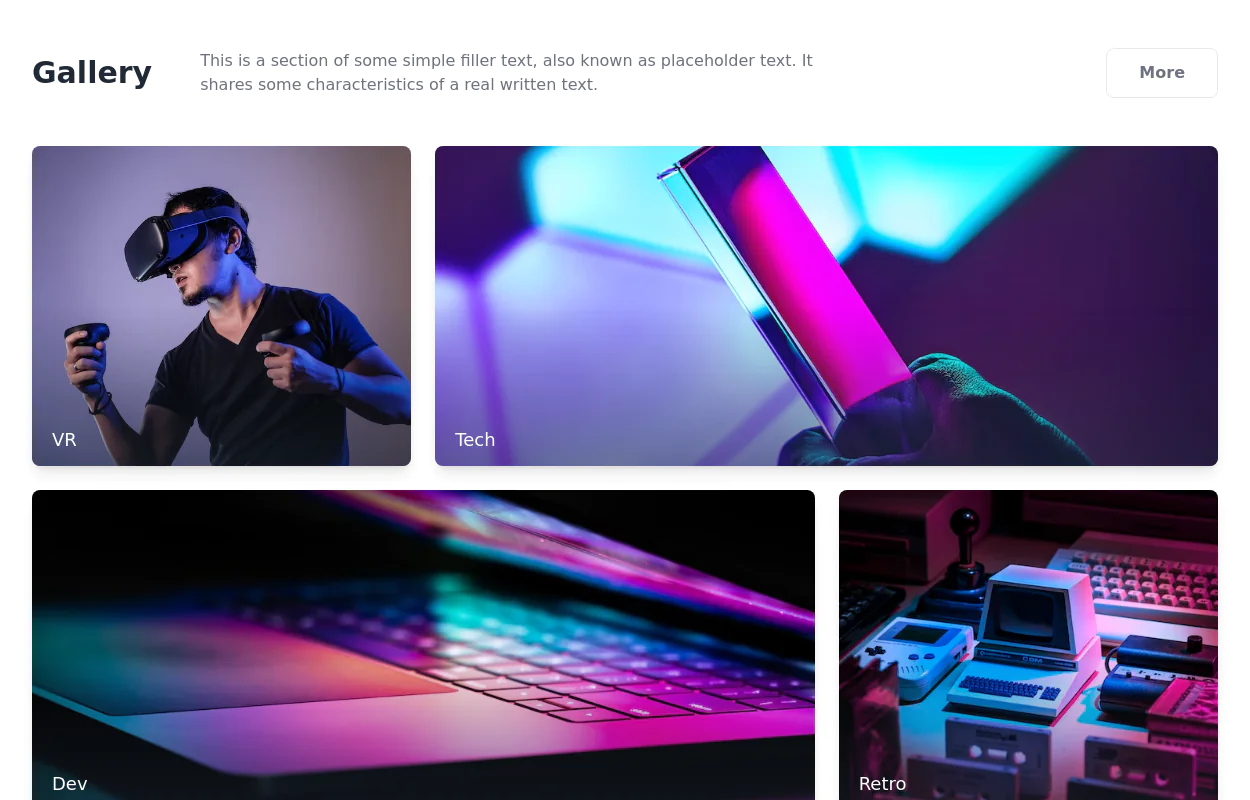 Gallery
This is a section of some simple filler text, also known as placeholder text. It
shares some characteristics of a real written text.
More
VR
Tech
Dev
Retro